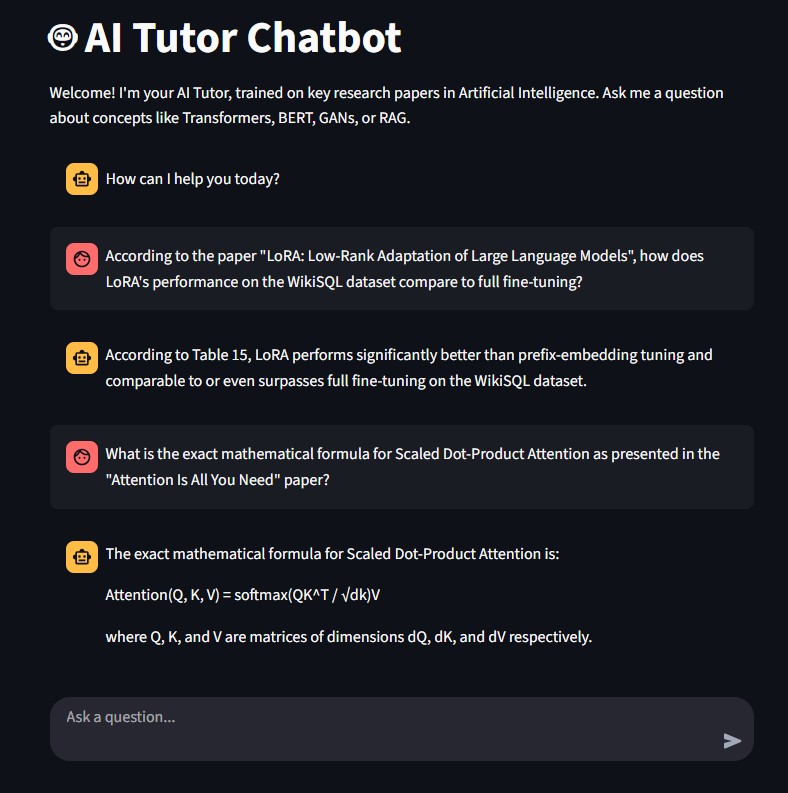 AI Tutor Chatbot
Welcome! I'm your AI Tutor, trained on key research papers in Artificial Intelligence. Ask me a question
about concepts like Transformers, BERT, GANs, or RAG.
How can I help you today?
According to the paper "LoRA: Low-Rank Adaptation of Large Language Models", how does
LoRA's performance on the WikiSQL dataset compare to full fine-tuning?
According to Table 15, LoRA performs significantly better than prefix-embedding tuning and
comparable to or even surpasses full fine-tuning on the WikiSQL dataset.
What is the exact mathematical formula for Scaled Dot-Product Attention as presented in the
"Attention Is All You Need" paper?
The exact mathematical formula for Scaled Dot-Product Attention is:
Attention(Q, K, V) = softmax(QK^T / √dk)V
where Q, K, and V are matrices of dimensions dQ, dK, and dV respectively.
Ask a question...